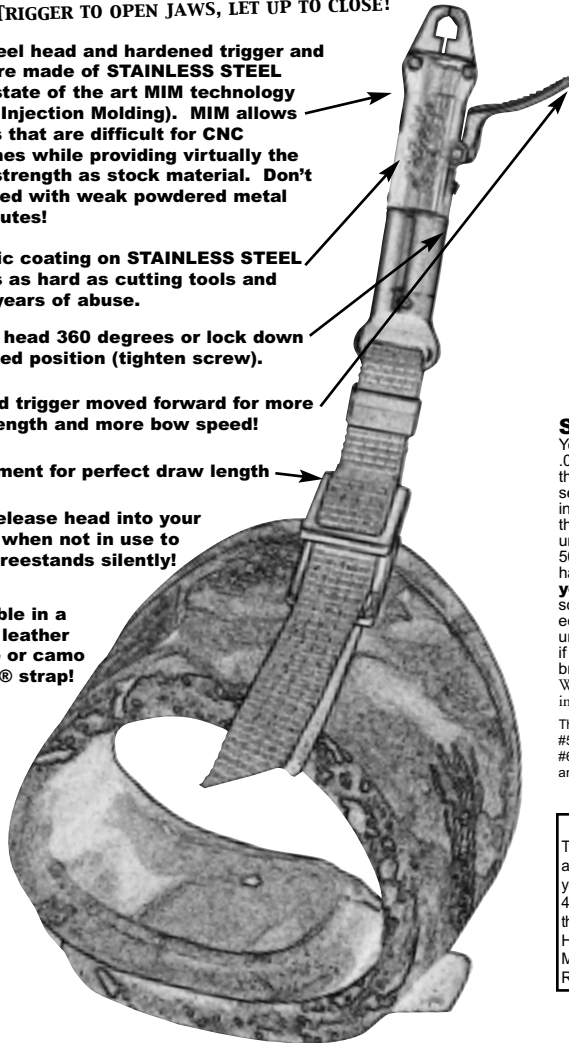 TRIGGER TO OPEN JAWS, LET UP TO CLOSE!
eel head and hardened trigger and
re made of STAINLESS STEEL
state of the art MIM technology
Injection Molding). MIM allows
s that are difficult for CNC
nes while providing virtually the
strength as stock material. Don't
ed with weak powdered metal
utes!
ic coating on STAINLESS STEEL
s as hard as cutting tools and
years of abuse.
head 360 degrees or lock down
ed position (tighten screw).
d trigger moved forward for more
ength and more bow speed!
ment for perfect draw length
elease head into your
when not in use to
reestands silently!
ble in a
leather
or camo
® strap!
S
Yo
.0
th
se
in
th
un
50
ha
yo
sc
ec
un
if
br
W
in
Th
#5
#6
ar
T
a
y
4
th
H
M
R